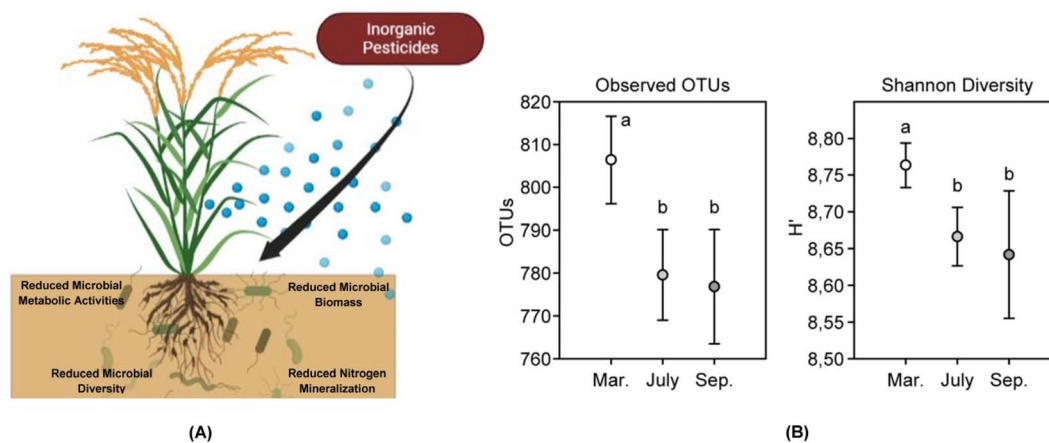 Inorganic
Pesticides
Reduced Microbial
Metabolic Activities
Reduced Microbial
Biomass
Reduced Microbial
Diversity
Reduced Nitrogen
Mineralization
(A)
Observed OTUs
OTUs
820
810
800
790
780
770
760
a
b
b
Mar. July Sep.
Shannon Diversity
H'
8,80
8,75
8,70
8,65
8,60
8,55
8,50
a
b
b
Mar. July Sep.
(B)